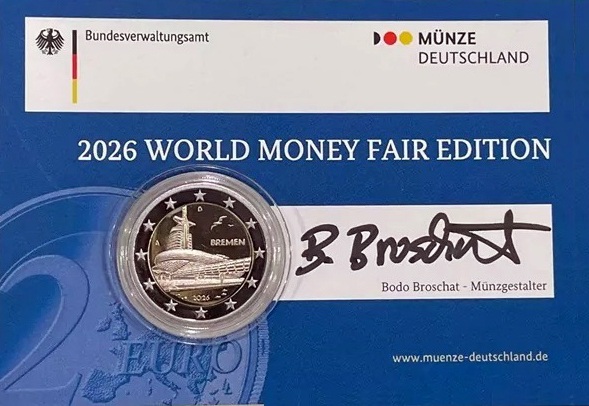 Bundesverwaltungsamt
MÜNZE
DEUTSCHLAND
2026 WORLD MONEY FAIR EDITION
D
A
BREMEN
2026
B. Broschat
Bodo Broschat - Münzgestalter
2 EURO
www.muenze-deutschland.de